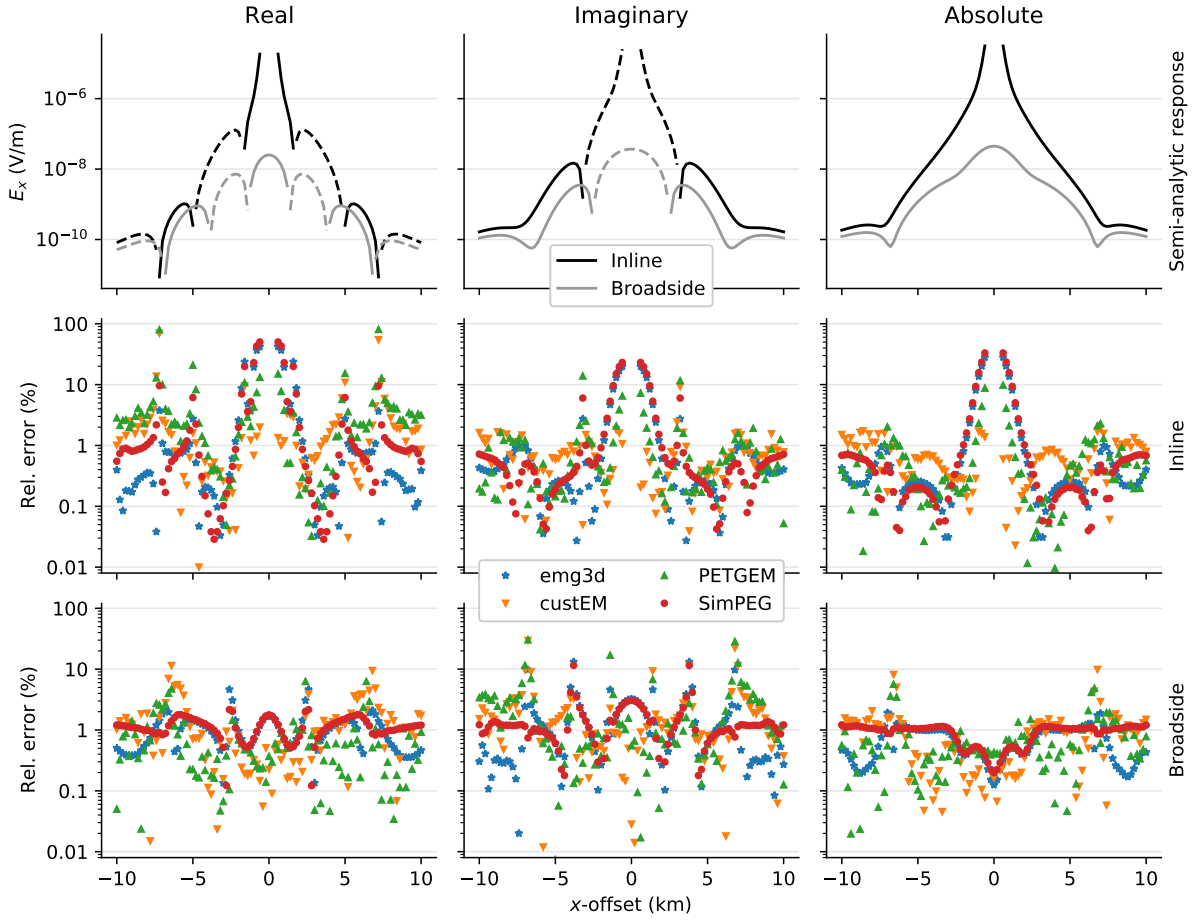 Real Imaginary Absolute
10⁻⁶
10⁻⁸
10⁻¹⁰
Eₓ (V/m)
Semi-analytic response
Inline
Broadside
100
10
1
0.1
0.01
Rel. error (%)
Inline
emg3d PETGEM
custEM SimPEG
100
10
1
0.1
0.01
Rel. error (%)
Broadside
−10 −5 0 5 10 −10 −5 0 5 10 −10 −5 0 5 10
x-offset (km)